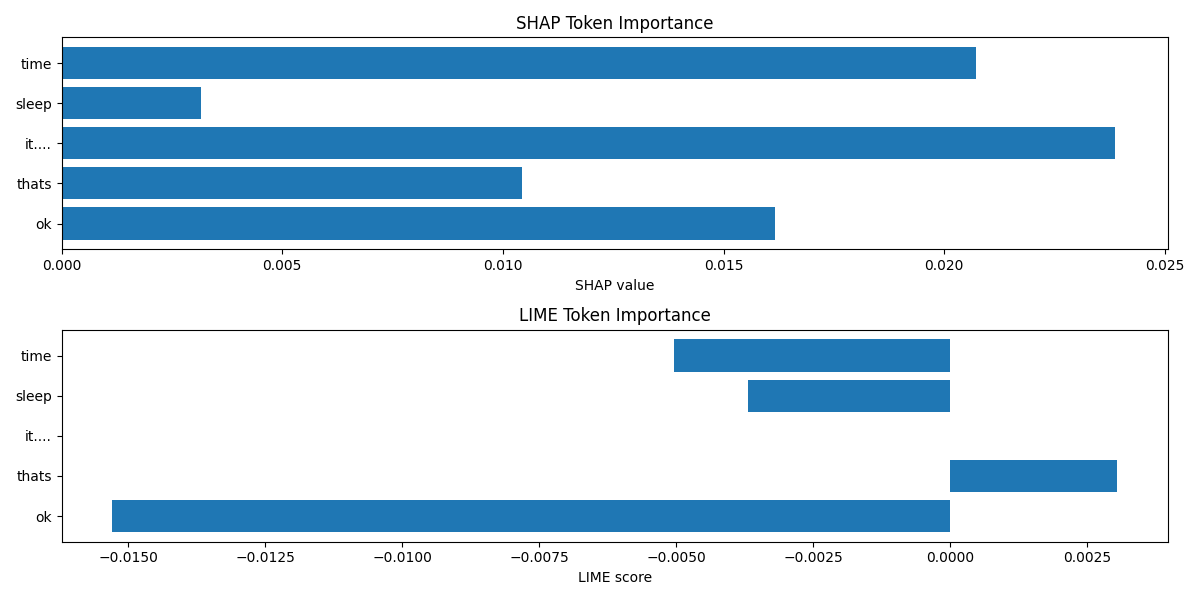 SHAP Token Importance
time
sleep
it....
thats
ok
0.000 0.005 0.010 0.015 0.020 0.025
SHAP value
LIME Token Importance
time
sleep
it....
thats
ok
−0.0150 −0.0125 −0.0100 −0.0075 −0.0050 −0.0025 0.0000 0.0025
LIME score